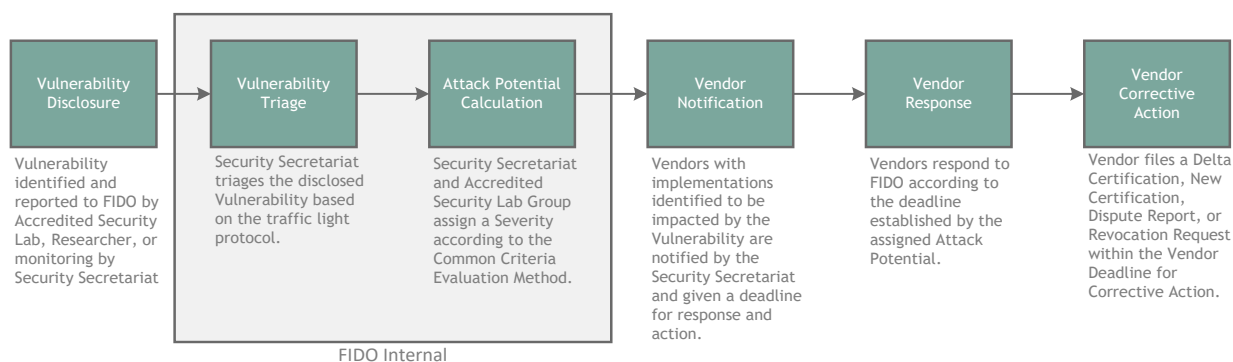 Vulnerability
Disclosure
Vulnerability
Triage
Attack Potential
Calculation
Vendor
Notification
Vendor
Response
Vendor
Corrective
Action
Vulnerability
identified and
reported to FIDO by
Accredited Security
Lab, Researcher, or
monitoring by
Security Secretariat
Security Secretariat
triages the disclosed
Vulnerability based
on the traffic light
protocol.
Security Secretariat
and Accredited
Security Lab Group
assign a Severity
according to the
Common Criteria
Evaluation Method.
Vendors with
implementations
identified to be
impacted by the
Vulnerability are
notified by the
Security Secretariat
and given a deadline
for response and
action.
Vendors respond to
FIDO according to
the deadline
established by the
assigned Attack
Potential.
Vendor files a Delta
Certification, New
Certification,
Dispute Report, or
Revocation Request
within the Vendor
Deadline for
Corrective Action.
FIDO Internal